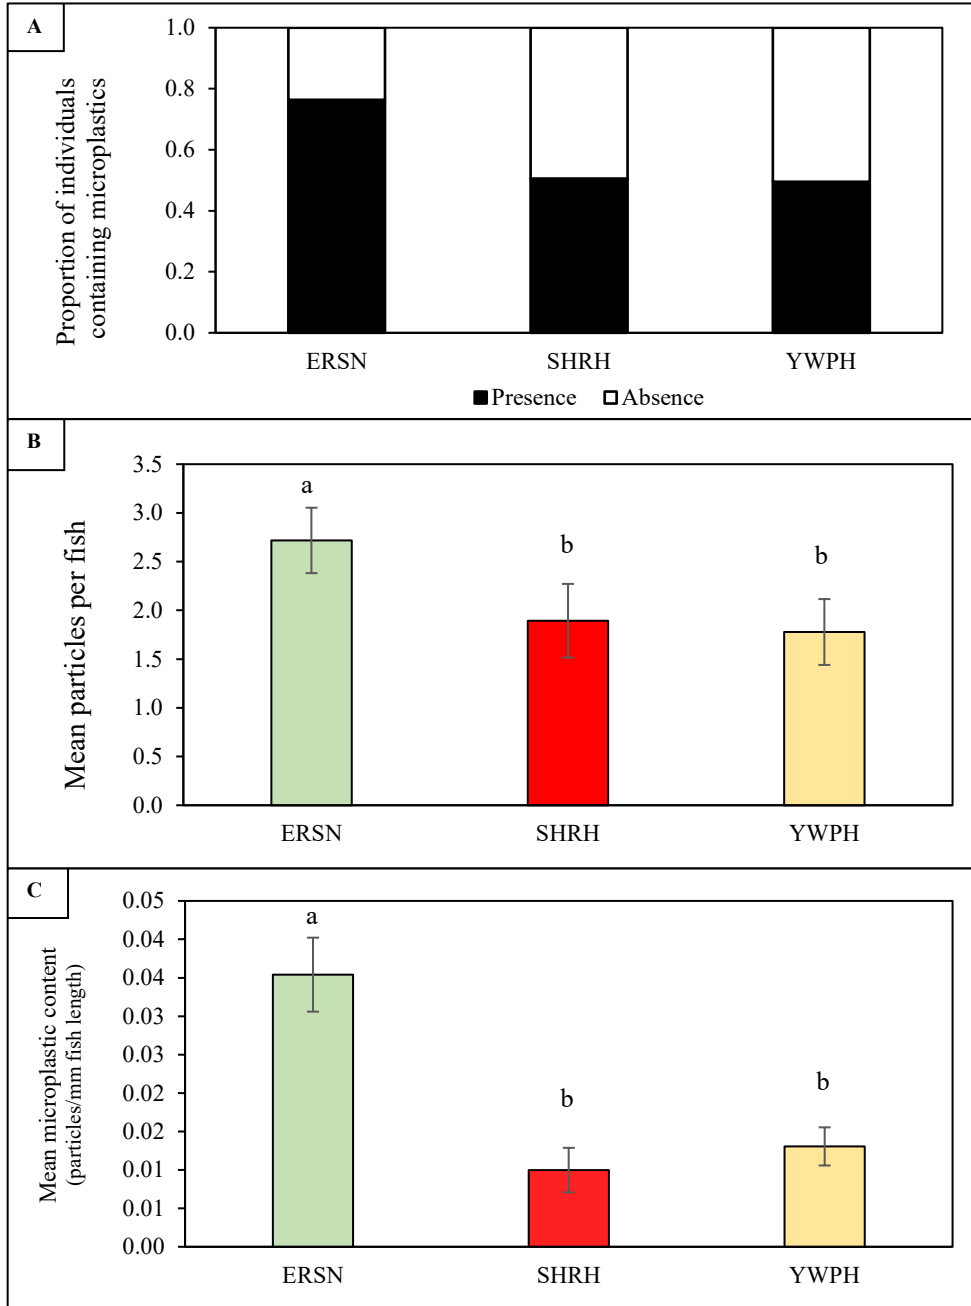 A
Proportion of individuals
containing microplastics
1.0
0.8
0.6
0.4
0.2
0.0
ERSN SHRH YWPH
Presence Absence
B
Mean particles per fish
3.5
3.0
2.5
2.0
1.5
1.0
0.5
0.0
a
b
b
ERSN SHRH YWPH
C
Mean microplastic content
(particles/mm fish length)
0.05
0.04
0.04
0.03
0.03
0.02
0.02
0.01
0.01
0.00
a
b
b
ERSN SHRH YWPH